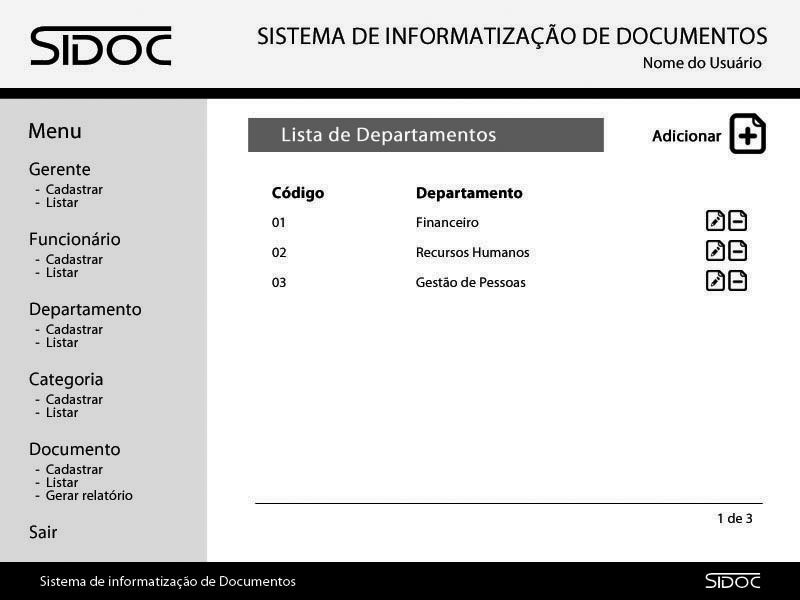 SIDOC
SISTEMA DE INFORMATIZAÇÃO DE DOCUMENTOS
Nome do Usuário
Menu
Gerente
- Cadastrar
- Listar
Funcionário
- Cadastrar
- Listar
Departamento
- Cadastrar
- Listar
Categoria
- Cadastrar
- Listar
Documento
- Cadastrar
- Listar
- Gerar relatório
Sair
Lista de Departamentos
Adicionar
Código Departamento
01 Financeiro
02 Recursos Humanos
03 Gestão de Pessoas
1 de 3
Sistema de informatização de Documentos
SIDOC